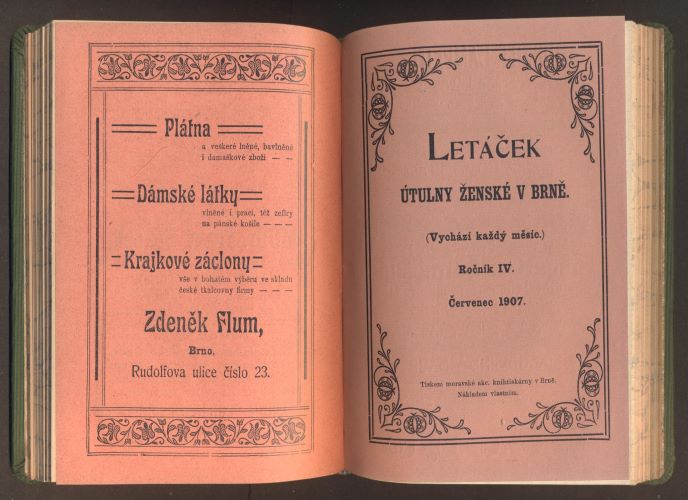 Plátna
a veškeré lněné, bavlněné
i damaškové zboží — —
Dámské látky
vlněné i prací, též zefiry
na pánské košile — — —
Krajkové záclony
vše v bohatém výběru ve skladu
české tkalcovny firmy — — —
Zdeněk Flum,
Brno,
Rudolfova ulice číslo 23.
LETÁČEK
ÚTULNY ŽENSKÉ V BRNĚ.
(Vychází každý měsíc.)
Ročník IV.
Červenec 1907.
Tiskem moravské akc. knihtiskárny v Brně.
Nákladem vlastním.